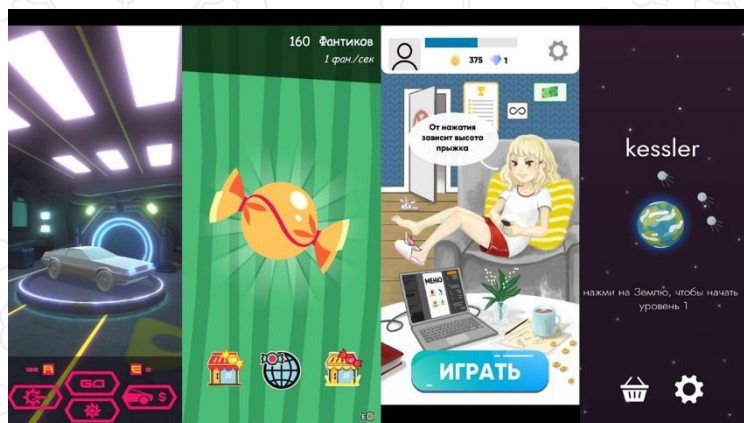 GO
$
160 Фантиков
1 фан./сек
375
1
От нажатия
зависит высота
прыжка
МЕНЮ
ИГРАТЬ
kessler
нажми на Землю, чтобы начать
уровень 1